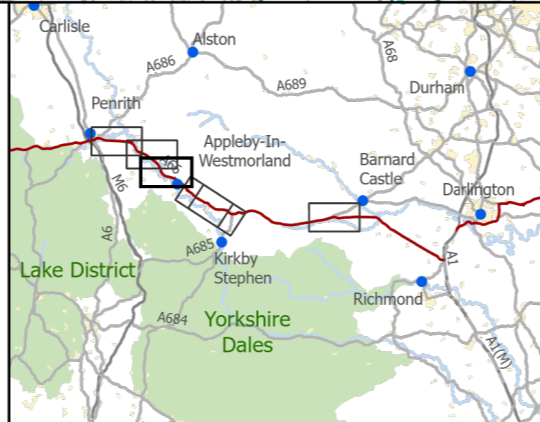 Carlisle
Alston
A686
A68
A689
Durham
Penrith
Appleby-In-
Westmorland
A66
Barnard
Castle
Darlington
M6
A6
A685
Kirkby
Stephen
Lake District
A1
Richmond
A684
Yorkshire
Dales
A1(M)